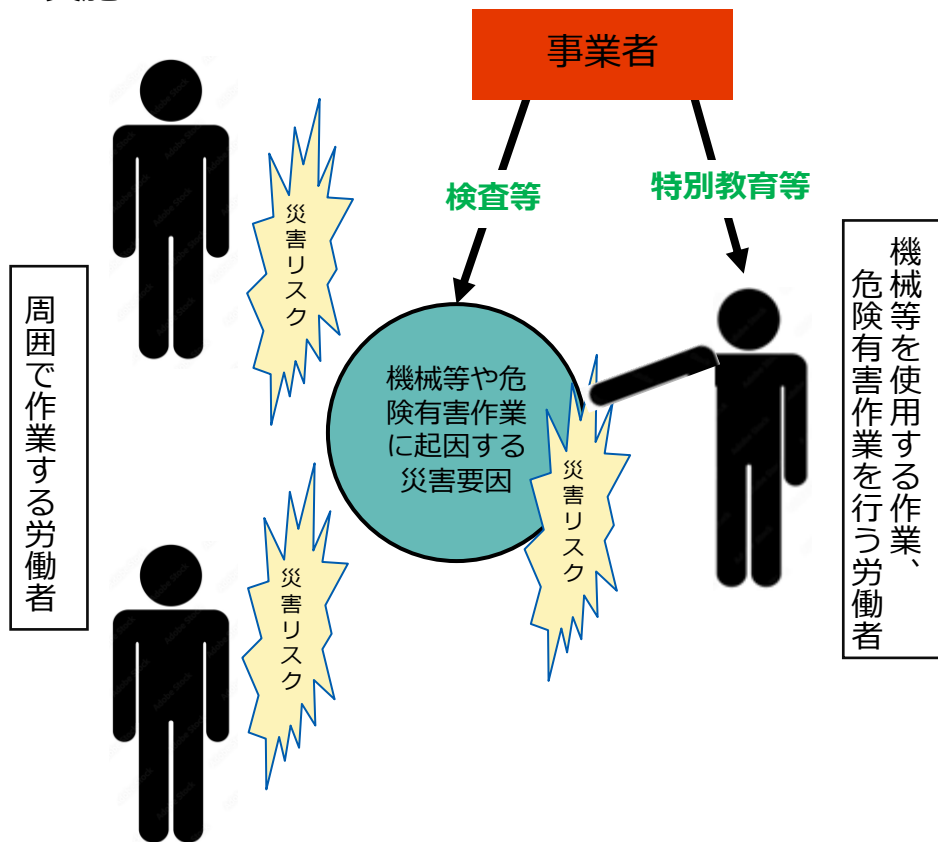 事業者
検査等
特別教育等
災害リスク
機械等を使用する作業、
危険有害作業を行う労働者
周囲で作業する労働者
機械等や危
険有害作業
に起因する
災害要因
災害リスク
災害リスク